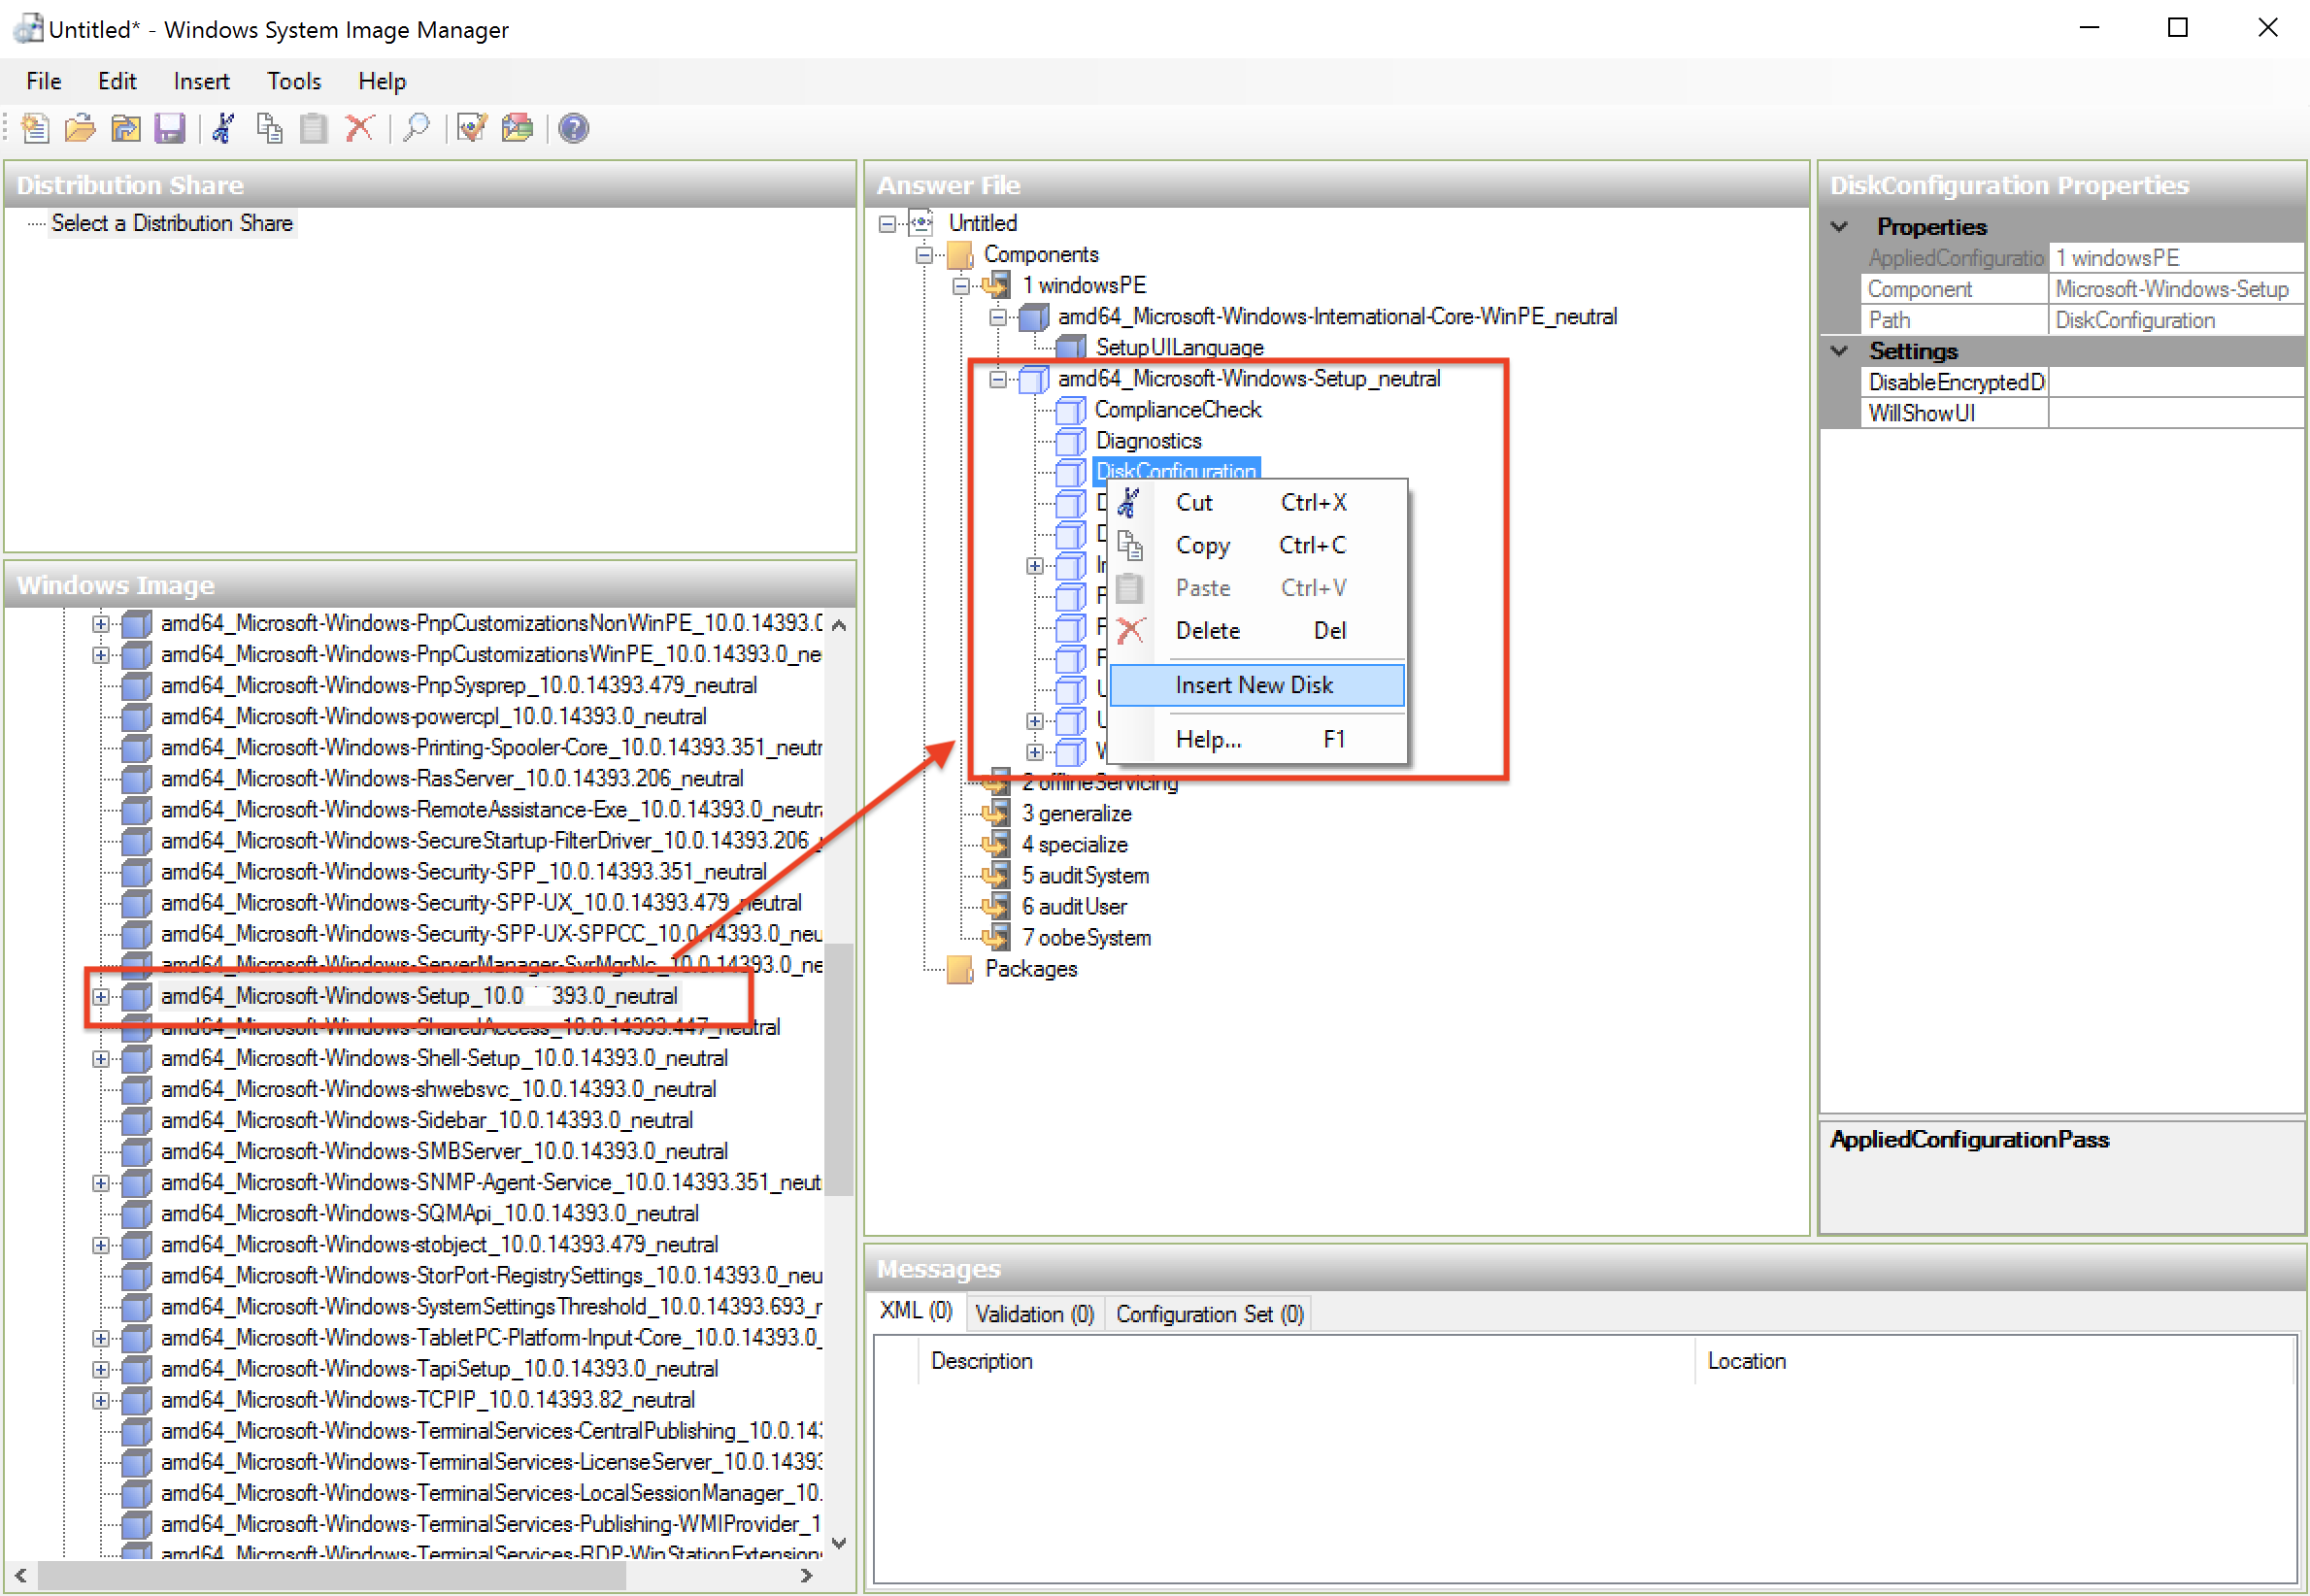 Untitled* - Windows System Image Manager
File Edit Insert Tools Help
Distribution Share
Select a Distribution Share
Windows Image
amd64_Microsoft-Windows-PnpCustomizationsNonWinPE_10.0.14393.0
amd64_Microsoft-Windows-PnpCustomizationsWinPE_10.0.14393.0_ne
amd64_Microsoft-Windows-PnpSysprep_10.0.14393.479_neutral
amd64_Microsoft-Windows-powercpl_10.0.14393.0_neutral
amd64_Microsoft-Windows-Printing-Spooler-Core_10.0.14393.351_neutr
amd64_Microsoft-Windows-RasServer_10.0.14393.206_neutral
amd64_Microsoft-Windows-RemoteAssistance-Exe_10.0.14393.0_neutr
amd64_Microsoft-Windows-SecureStartup-FilterDriver_10.0.14393.206_
amd64_Microsoft-Windows-Security-SPP_10.0.14393.351_neutral
amd64_Microsoft-Windows-Security-SPP-UX_10.0.14393.479_neutral
amd64_Microsoft-Windows-Security-SPP-UX-SPPCC_10.0.14393.0_neu
amd64_Microsoft-Windows-ServerManager-SvrMgrNc_10.0.14393.0_ne
amd64_Microsoft-Windows-Setup_10.0 393.0_neutral
amd64_Microsoft-Windows-SharedAccess_10.0.14393.447_neutral
amd64_Microsoft-Windows-Shell-Setup_10.0.14393.0_neutral
amd64_Microsoft-Windows-shwebsvc_10.0.14393.0_neutral
amd64_Microsoft-Windows-Sidebar_10.0.14393.0_neutral
amd64_Microsoft-Windows-SMBServer_10.0.14393.0_neutral
amd64_Microsoft-Windows-SNMP-Agent-Service_10.0.14393.351_neut
amd64_Microsoft-Windows-SQMApi_10.0.14393.0_neutral
amd64_Microsoft-Windows-stobject_10.0.14393.479_neutral
amd64_Microsoft-Windows-StorPort-RegistrySettings_10.0.14393.0_neu
amd64_Microsoft-Windows-SystemSettingsThreshold_10.0.14393.693_r
amd64_Microsoft-Windows-TabletPC-Platform-Input-Core_10.0.14393.0_
amd64_Microsoft-Windows-TapiSetup_10.0.14393.0_neutral
amd64_Microsoft-Windows-TCPIP_10.0.14393.82_neutral
amd64_Microsoft-Windows-TerminalServices-CentralPublishing_10.0.14
amd64_Microsoft-Windows-TerminalServices-LicenseServer_10.0.14393
amd64_Microsoft-Windows-TerminalServices-LocalSessionManager_10.
amd64_Microsoft-Windows-TerminalServices-Publishing-WMIProvider_1
amd64_Microsoft-Windows-TerminalServices-RDP-WinStationExtension
Answer File
Untitled
Components
1 windowsPE
amd64_Microsoft-Windows-International-Core-WinPE_neutral
SetupUILanguage
amd64_Microsoft-Windows-Setup_neutral
ComplianceCheck
Diagnostics
DiskConfiguration
Cut Ctrl+X
Copy Ctrl+C
Paste Ctrl+V
Delete Del
Insert New Disk
Help... F1
2 offlineServicing
3 generalize
4 specialize
5 auditSystem
6 auditUser
7 oobeSystem
Packages
DiskConfiguration Properties
Properties
AppliedConfiguratio 1 windowsPE
Component Microsoft-Windows-Setup
Path DiskConfiguration
Settings
DisableEncryptedD
WillShowUI
AppliedConfigurationPass
Messages
XML (0) Validation (0) Configuration Set (0)
Description Location